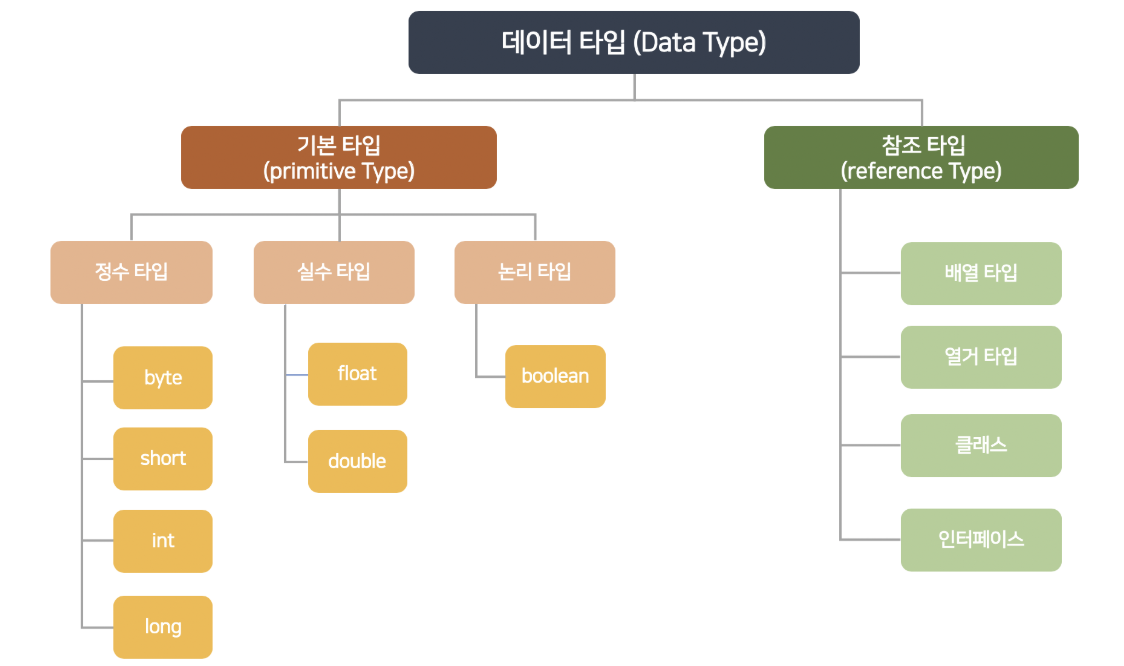 데이터 타입 (Data Type)
기본 타입
(primitive Type)
참조 타입
(reference Type)
정수 타입
실수 타입
논리 타입
배열 타입
byte
float
boolean
열거 타입
short
double
클래스
int
인터페이스
long